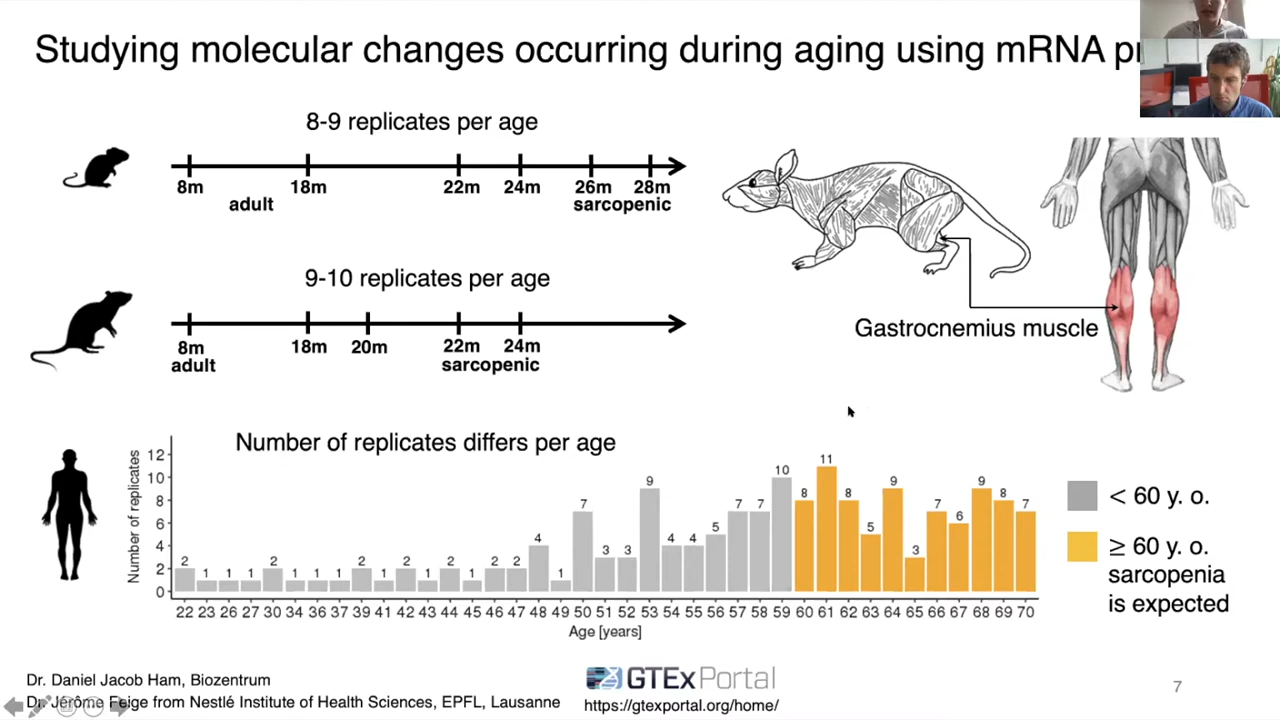 Studying molecular changes occurring during aging using mRNA pr
8-9 replicates per age
8m 18m 22m 24m 26m 28m
adult sarcopenic
9-10 replicates per age
8m 18m 20m 22m 24m
adult sarcopenic
Gastrocnemius muscle
Number of replicates differs per age
Number of replicates
12
10
8
6
4
2
0
2 1 1 1 2 1 1 1 2 1 2 1 2 1 2 2 4 1 7 3 3 9 4 4 5 7 7 10 8 11 8 5 9 3 7 6 9 8 7
22 23 26 27 30 34 36 37 39 41 42 43 44 45 46 47 48 49 50 51 52 53 54 55 56 57 58 59 60 61 62 63 64 65 66 67 68 69 70
Age [years]
< 60 y. o.
≥ 60 y. o.
sarcopenia
is expected
Dr. Daniel Jacob Ham, Biozentrum
Dr. Jérôme Feige from Nestlé Institute of Health Sciences, EPFL, Lausanne
GTEx Portal
https://gtexportal.org/home/
7